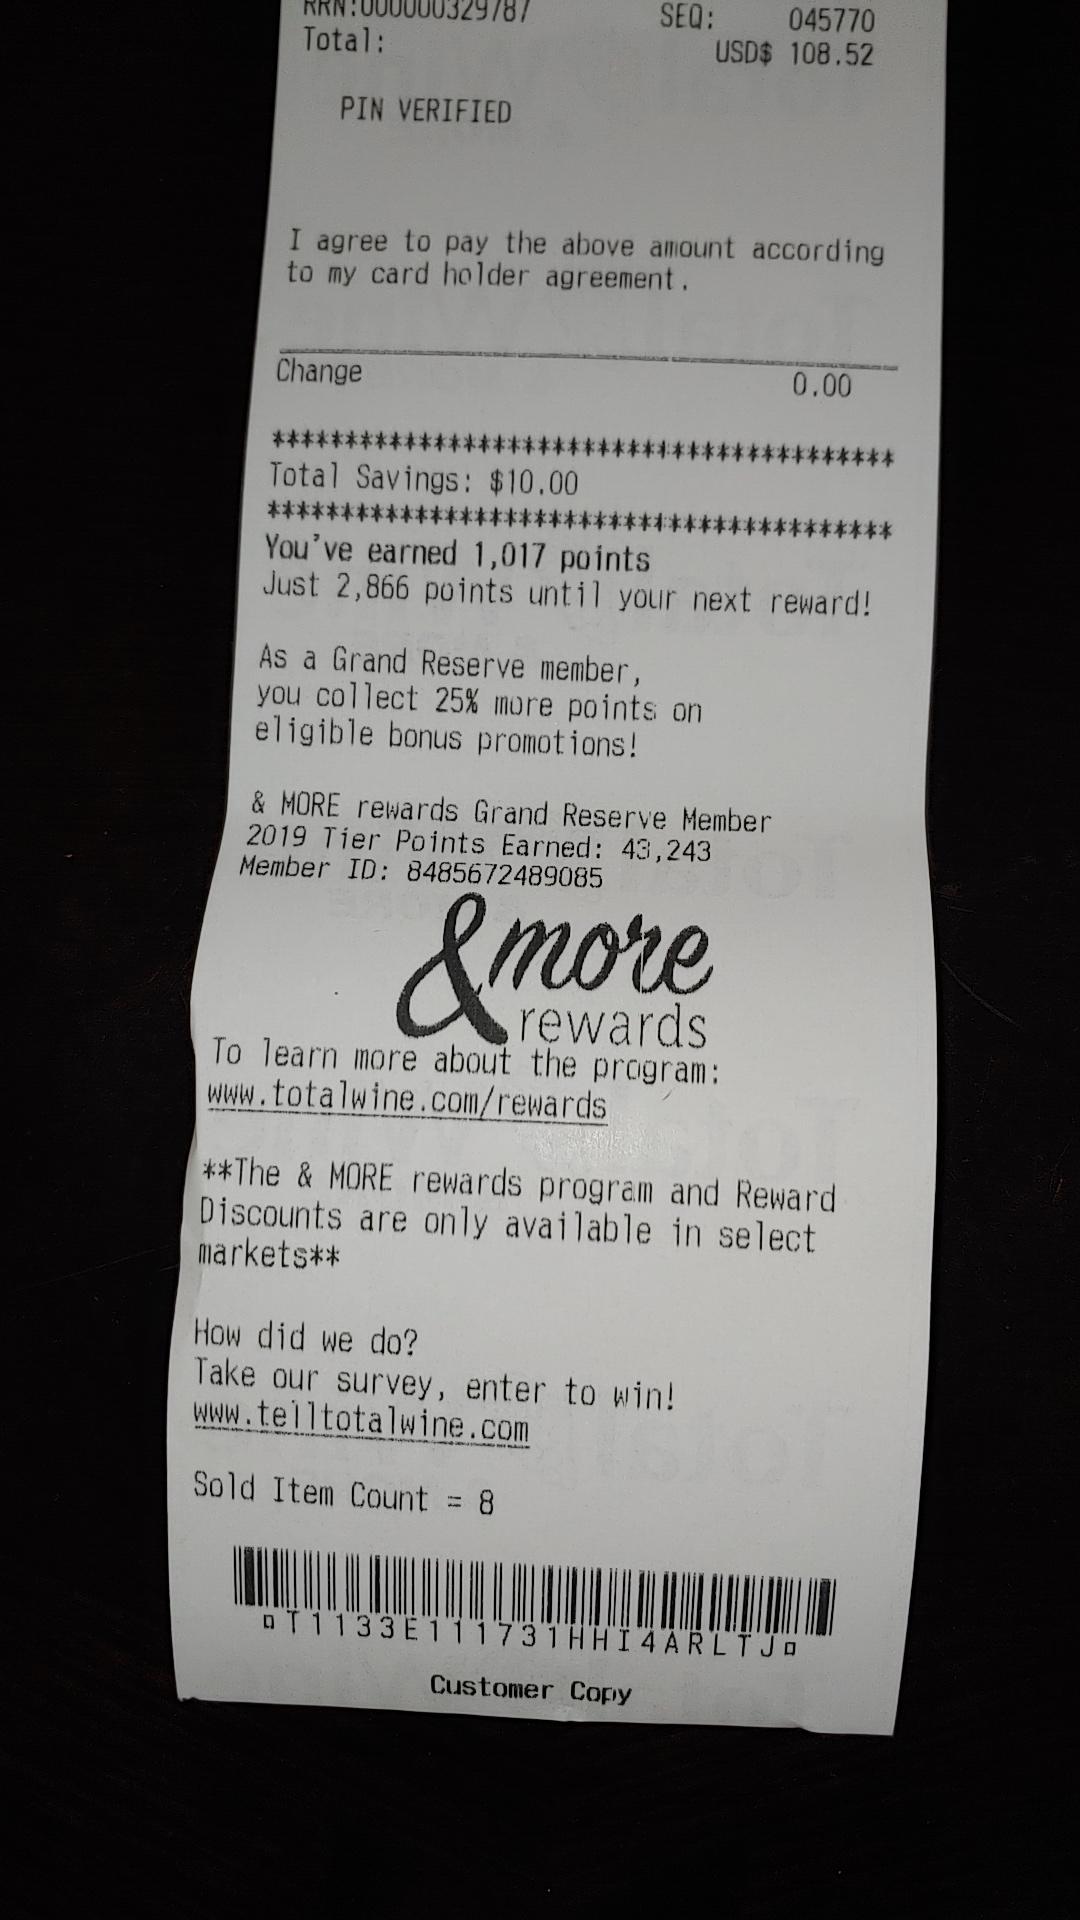 RRN:000000329787 SEQ: 045770
Total: USD$ 108.52
PIN VERIFIED
I agree to pay the above amount according
to my card holder agreement.
Change 0.00
*******************************************
Total Savings: $10.00
*******************************************
You've earned 1,017 points
Just 2,866 points until your next reward!
As a Grand Reserve member,
you collect 25% more points on
eligible bonus promotions!
& MORE rewards Grand Reserve Member
2019 Tier Points Earned: 43,243
Member ID: 8485672489085
&more
rewards
To learn more about the program:
www.totalwine.com/rewards
**The & MORE rewards program and Reward
Discounts are only available in select
markets**
How did we do?
Take our survey, enter to win!
www.telltotalwine.com
Sold Item Count = 8
¤T1133E111731HHI4ARLTJ¤
Customer Copy